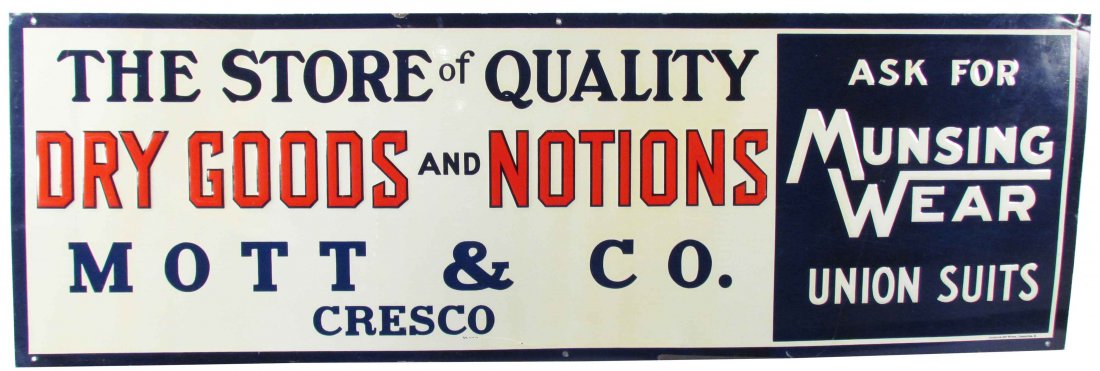 THE STORE of QUALITY
DRY GOODS AND NOTIONS
MOTT & CO.
CRESCO
ASK FOR
MUNSING
WEAR
UNION SUITS